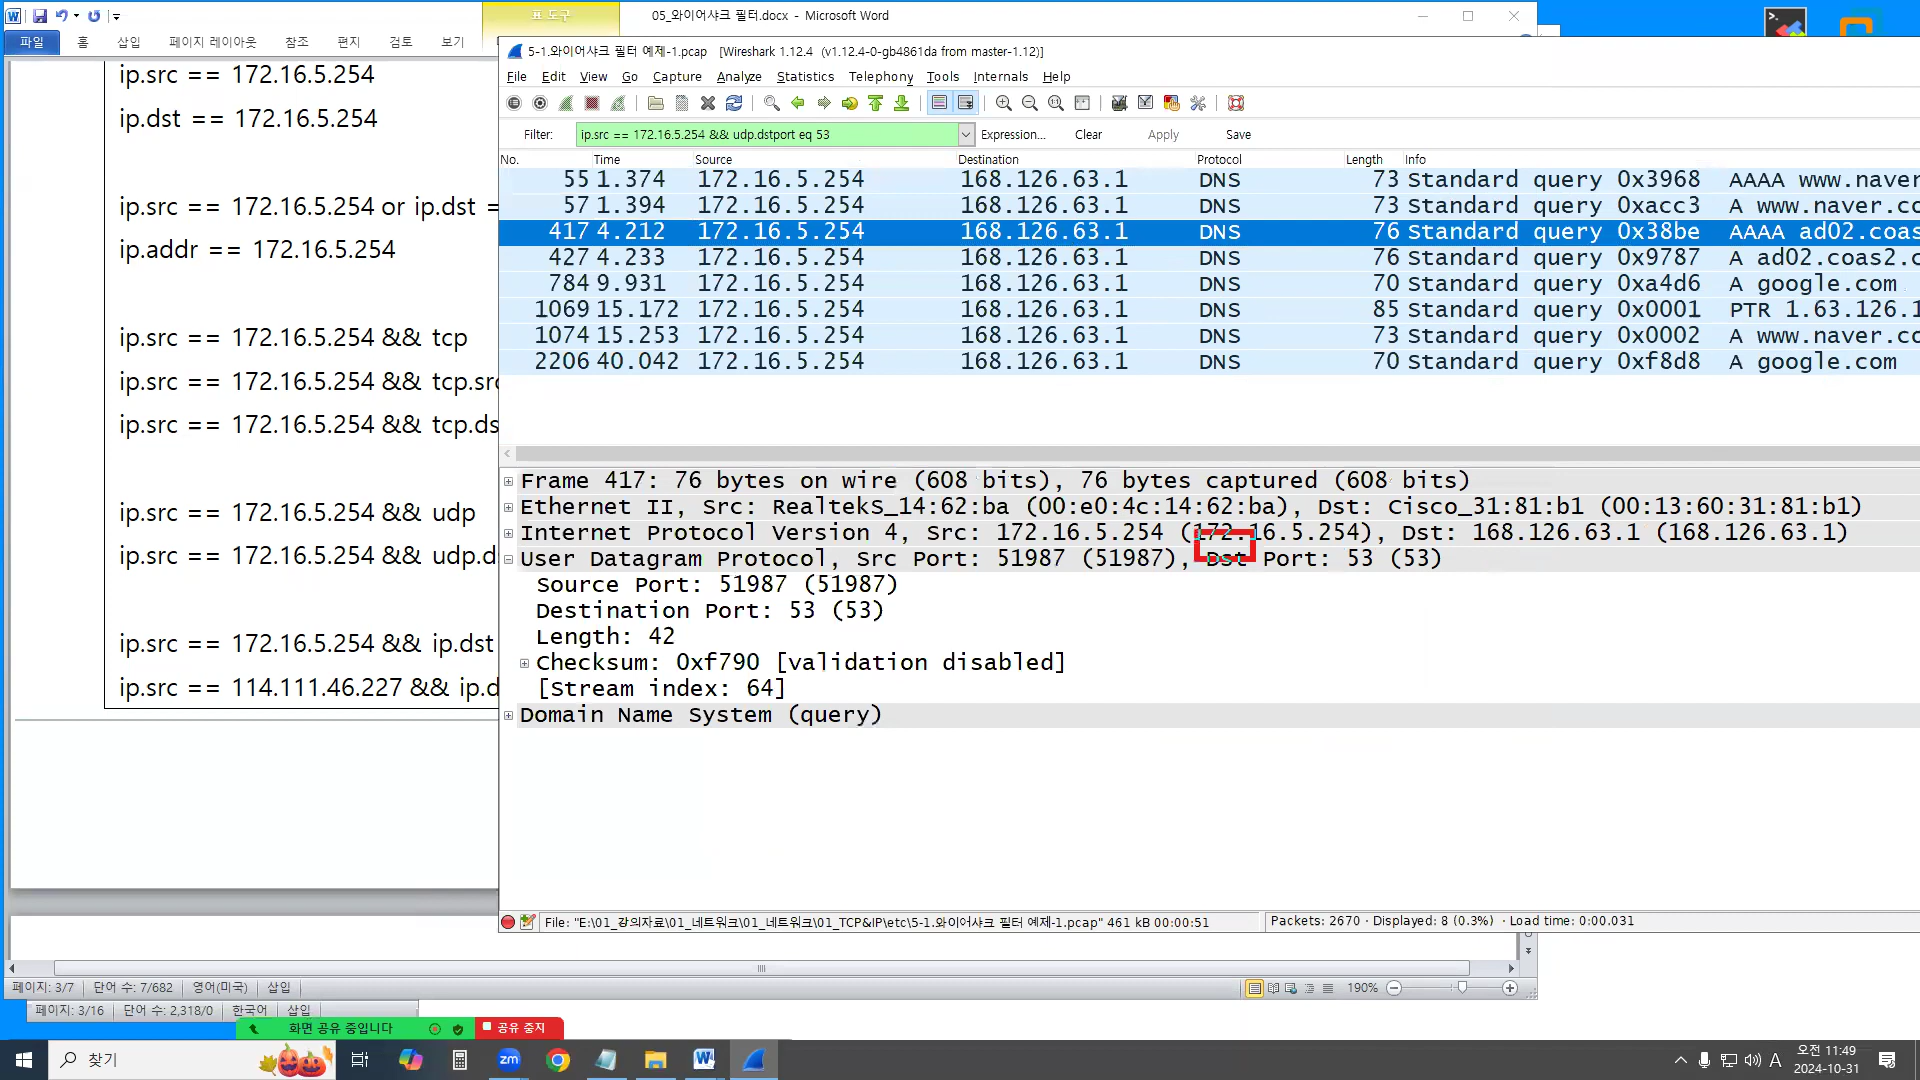 표 도구
05_와이어샤크 필터.docx - Microsoft Word
파일 홈 삽입 페이지 레이아웃 참조 편지 검토 보기
ip.src == 172.16.5.254
ip.dst == 172.16.5.254
ip.src == 172.16.5.254 or ip.dst =
ip.addr == 172.16.5.254
ip.src == 172.16.5.254 && tcp
ip.src == 172.16.5.254 && tcp.src
ip.src == 172.16.5.254 && tcp.ds
ip.src == 172.16.5.254 && udp
ip.src == 172.16.5.254 && udp.d
ip.src == 172.16.5.254 && ip.dst
ip.src == 114.111.46.227 && ip.d
5-1.와이어샤크 필터 예제-1.pcap [Wireshark 1.12.4 (v1.12.4-0-gb4861da from master-1.12)]
File Edit View Go Capture Analyze Statistics Telephony Tools Internals Help
Filter: ip.src == 172.16.5.254 && udp.dstport eq 53 Expression... Clear Apply Save
No. Time Source Destination Protocol Length Info
55 1.374 172.16.5.254 168.126.63.1 DNS 73 Standard query 0x3968 AAAA www.naver
57 1.394 172.16.5.254 168.126.63.1 DNS 73 Standard query 0xacc3 A www.naver.co
417 4.212 172.16.5.254 168.126.63.1 DNS 76 Standard query 0x38be AAAA ad02.coas
427 4.233 172.16.5.254 168.126.63.1 DNS 76 Standard query 0x9787 A ad02.coas2.c
784 9.931 172.16.5.254 168.126.63.1 DNS 70 Standard query 0xa4d6 A google.com
1069 15.172 172.16.5.254 168.126.63.1 DNS 85 Standard query 0x0001 PTR 1.63.126.1
1074 15.253 172.16.5.254 168.126.63.1 DNS 73 Standard query 0x0002 A www.naver.co
2206 40.042 172.16.5.254 168.126.63.1 DNS 70 Standard query 0xf8d8 A google.com
Frame 417: 76 bytes on wire (608 bits), 76 bytes captured (608 bits)
Ethernet II, Src: RealtekS_14:62:ba (00:e0:4c:14:62:ba), Dst: Cisco_31:81:b1 (00:13:60:31:81:b1)
Internet Protocol Version 4, Src: 172.16.5.254 (172.16.5.254), Dst: 168.126.63.1 (168.126.63.1)
User Datagram Protocol, Src Port: 51987 (51987), Dst Port: 53 (53)
Source Port: 51987 (51987)
Destination Port: 53 (53)
Length: 42
Checksum: 0xf790 [validation disabled]
[Stream index: 64]
Domain Name System (query)
File: "E:\01_강의자료\01_네트워크\01_네트워크\01_TCP&IP\etc\5-1.와이어샤크 필터 예제-1.pcap" 461 kB 00:00:51
Packets: 2670 · Displayed: 8 (0.3%) · Load time: 0:00.031
페이지: 3/7 단어 수: 7/682 영어(미국) 삽입 190%
페이지: 3/16 단어 수: 2,318/0 한국어 삽입
화면 공유 중입니다 공유 중지
찾기
zm
A
오전 11:49
2024-10-31